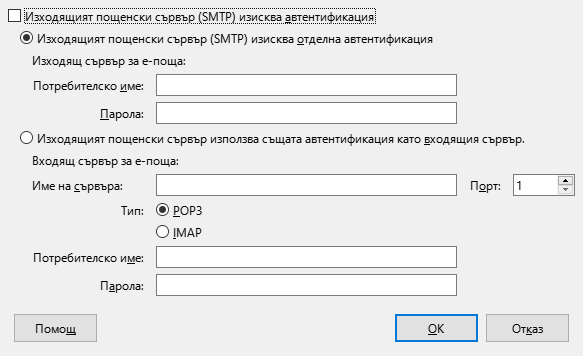 Изходящият пощенски сървър (SMTP) изисква автентификация
Изходящият пощенски сървър (SMTP) изисква отделна автентификация
Изходящ сървър за е-поща:
Потребителско име:
Парола:
Изходящият пощенски сървър използва същата автентификация като входящия сървър.
Входящ сървър за е-поща:
Име на сървъра: Порт: 1
Тип: POP3
IMAP
Потребителско име:
Парола:
Помощ OK Отказ